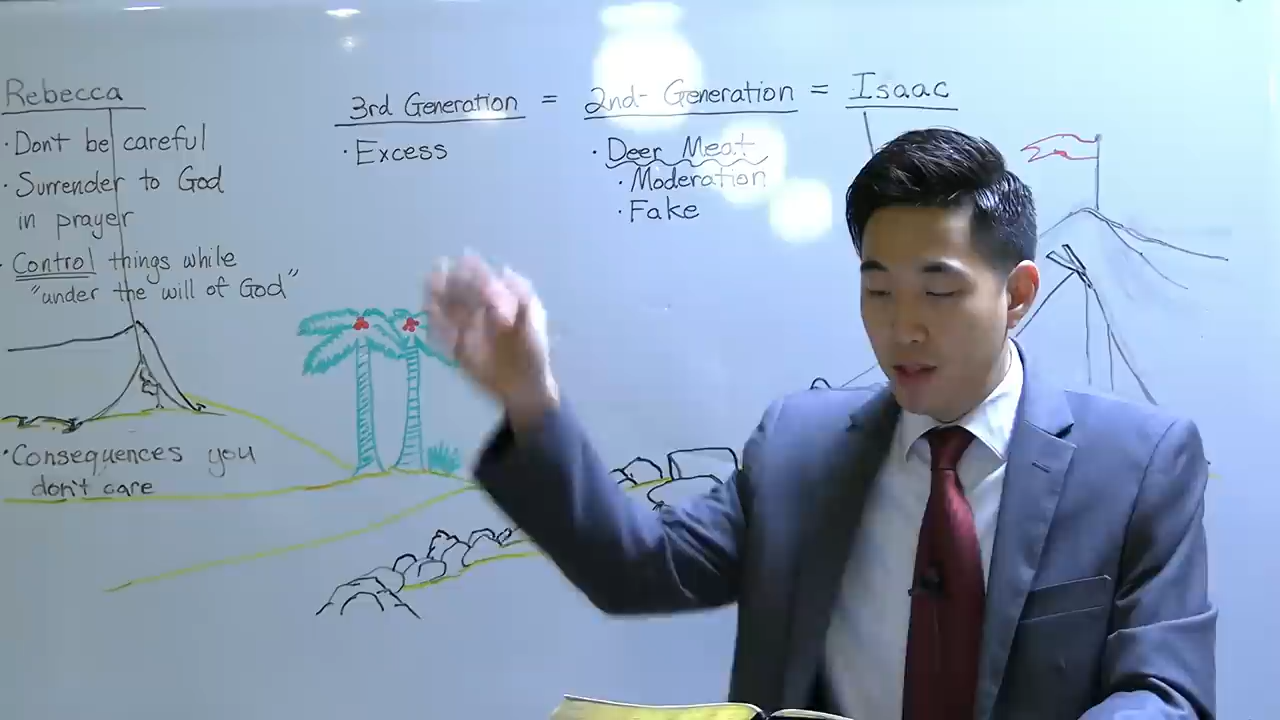 Rebecca
· Don't be careful
· Surrender to God
in prayer
· Control things while
"under the will of God"
· Consequences you
don't care
3rd Generation = 2nd- Generation = Isaac
· Excess
· Deer Meat
· Moderation
· Fake